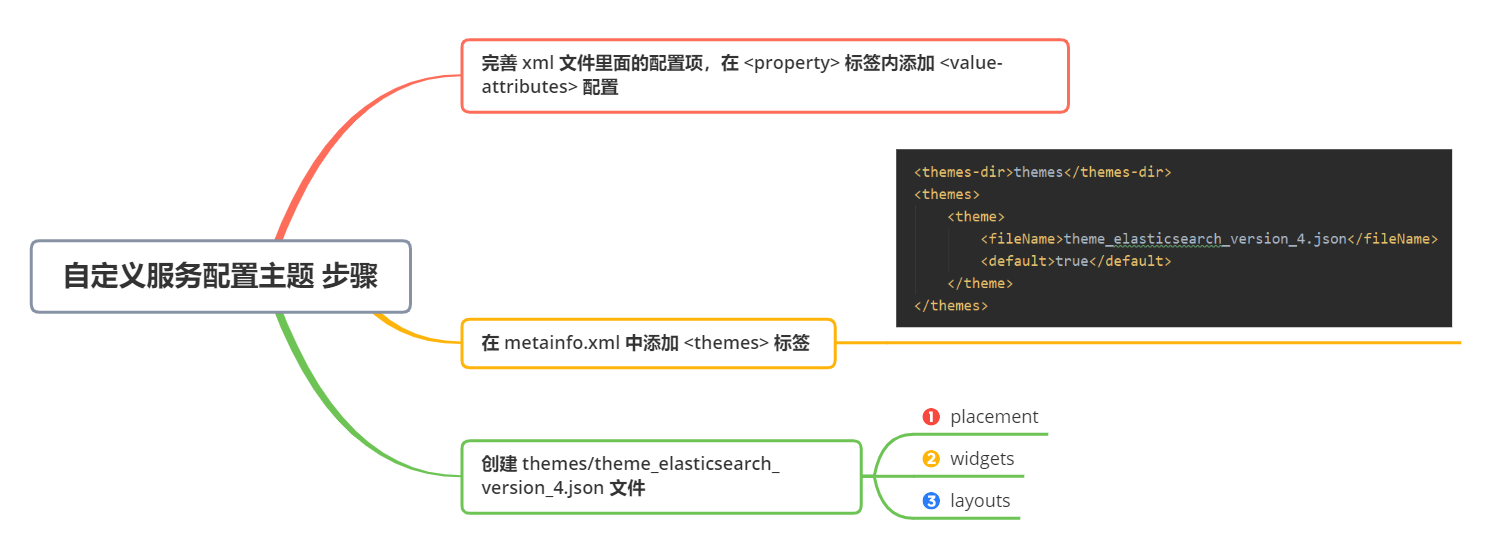 自定义服务配置主题 步骤
完善 xml 文件里面的配置项，在 <property> 标签内添加 <value-
attributes> 配置
<themes-dir>themes</themes-dir>
<themes>
<theme>
<fileName>theme_elasticsearch_version_4.json</fileName>
<default>true</default>
</theme>
</themes>
在 metainfo.xml 中添加 <themes> 标签
创建 themes/theme_elasticsearch_
version_4.json 文件
1 placement
2 widgets
3 layouts